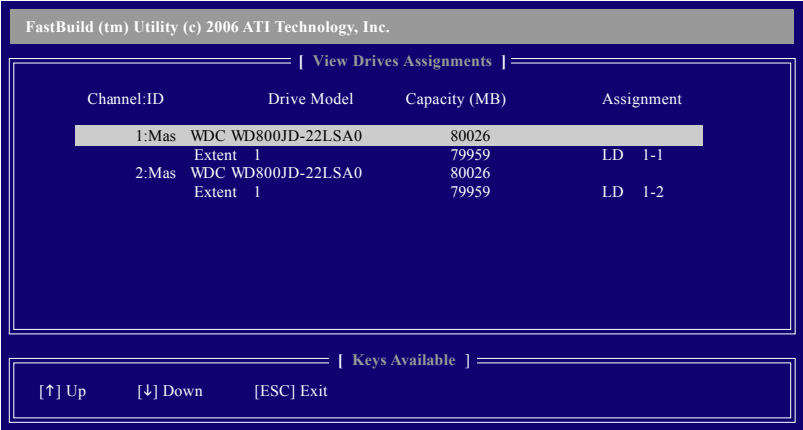 FastBuild (tm) Utility (c) 2006 ATI Technology, Inc.
[ View Drives Assignments ]
Channel:ID Drive Model Capacity (MB) Assignment
1:Mas WDC WD800JD-22LSA0 80026
Extent 1 79959 LD 1-1
2:Mas WDC WD800JD-22LSA0 80026
Extent 1 79959 LD 1-2
[ Keys Available ]
[↑] Up [↓] Down [ESC] Exit